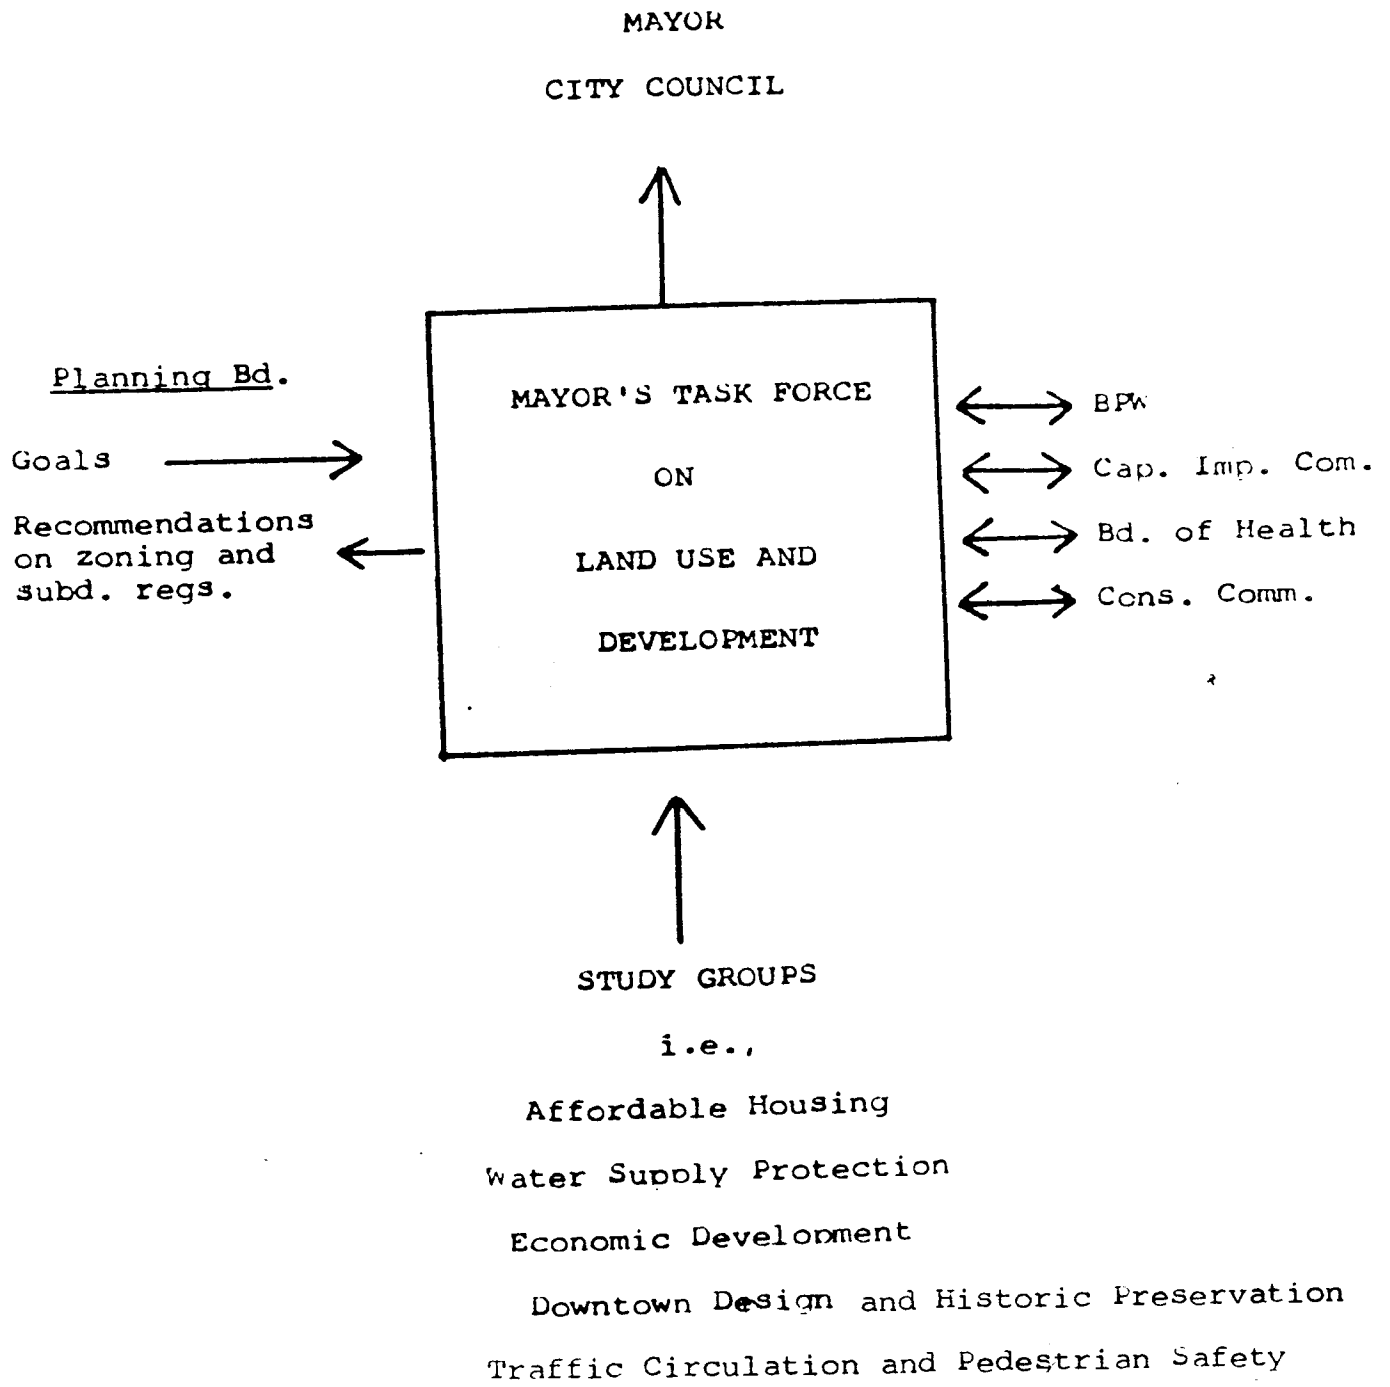 MAYOR
CITY COUNCIL
Planning Bd.
Goals
Recommendations
on zoning and
subd. regs.
MAYOR'S TASK FORCE
ON
LAND USE AND
DEVELOPMENT
BPW
Cap. Imp. Com.
Bd. of Health
Cons. Comm.
STUDY GROUPS
i.e.,
Affordable Housing
Water Supply Protection
Economic Development
Downtown Design and Historic Preservation
Traffic Circulation and Pedestrian Safety